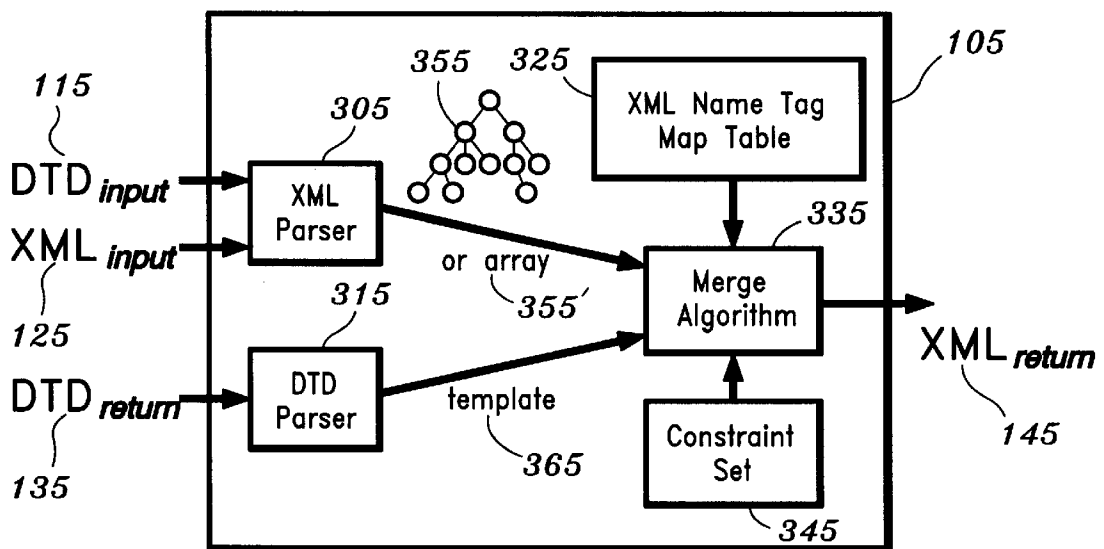 355
325
105
115
305
XML Name Tag
Map Table
DTD input
XML
Parser
335
XML input
or array
355'
Merge
Algorithm
125
315
XML return
DTD return
DTD
Parser
template
365
Constraint
Set
145
135
345